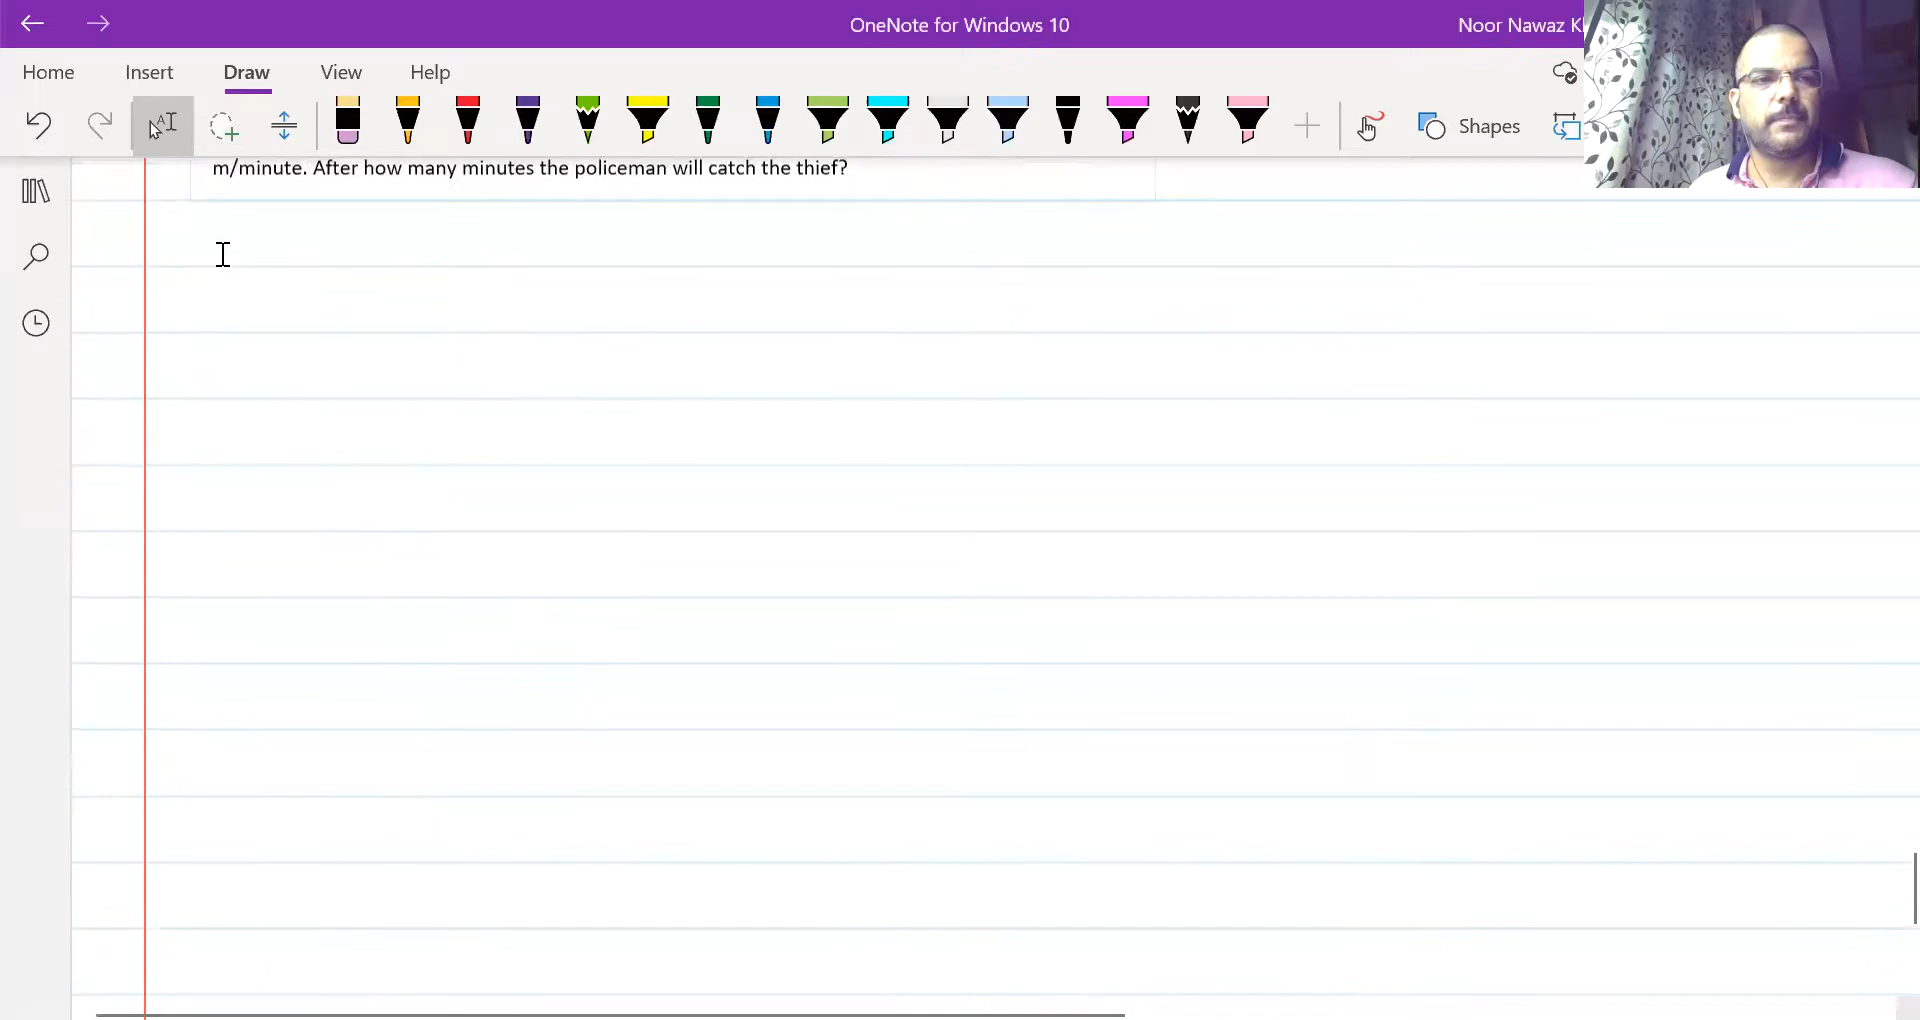 OneNote for Windows 10
Noor Nawaz K
Home Insert Draw View Help
Shapes
m/minute. After how many minutes the policeman will catch the thief?